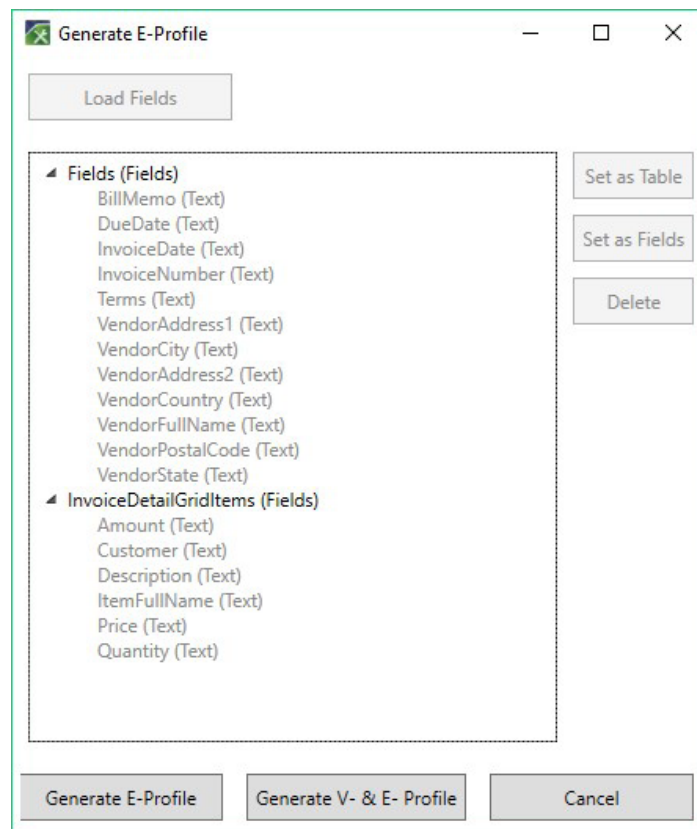 Generate E-Profile
Load Fields
Fields (Fields)
BillMemo (Text)
DueDate (Text)
InvoiceDate (Text)
InvoiceNumber (Text)
Terms (Text)
VendorAddress1 (Text)
VendorCity (Text)
VendorAddress2 (Text)
VendorCountry (Text)
VendorFullName (Text)
VendorPostalCode (Text)
VendorState (Text)
InvoiceDetailGridItems (Fields)
Amount (Text)
Customer (Text)
Description (Text)
ItemFullName (Text)
Price (Text)
Quantity (Text)
Set as Table
Set as Fields
Delete
Generate E-Profile
Generate V- & E- Profile
Cancel